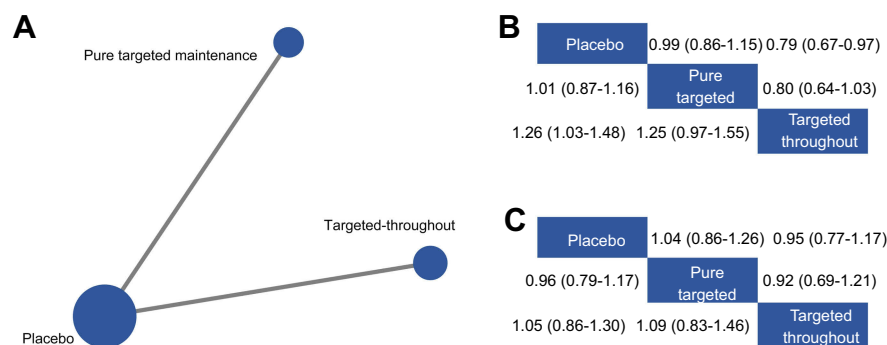 A
Pure targeted maintenance
Targeted-throughout
Placebo
B
Placebo 0.99 (0.86-1.15) 0.79 (0.67-0.97)
1.01 (0.87-1.16) Pure targeted 0.80 (0.64-1.03)
1.26 (1.03-1.48) 1.25 (0.97-1.55) Targeted throughout
C
Placebo 1.04 (0.86-1.26) 0.95 (0.77-1.17)
0.96 (0.79-1.17) Pure targeted 0.92 (0.69-1.21)
1.05 (0.86-1.30) 1.09 (0.83-1.46) Targeted throughout